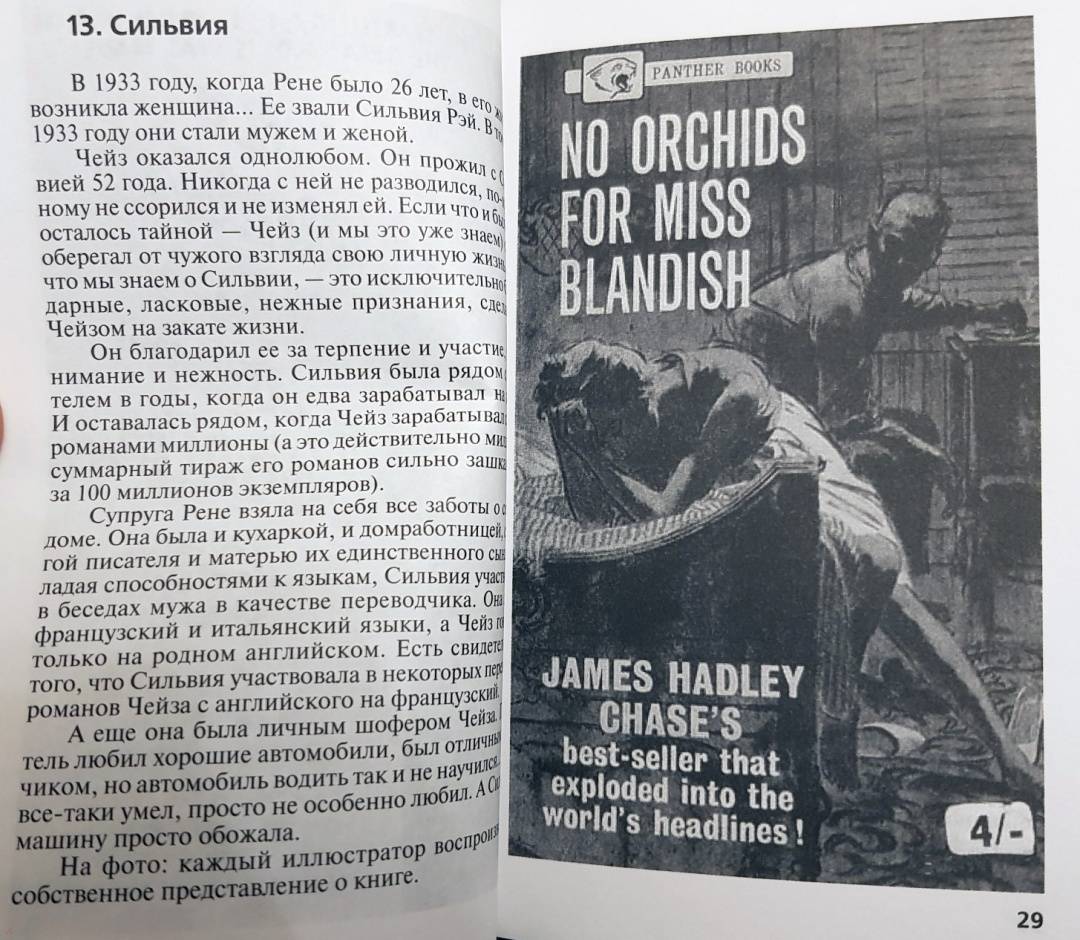 13. Сильвия
В 1933 году, когда Рене было 26 лет, в его
возникла женщина... Ее звали Сильвия Рэй. В
1933 году они стали мужем и женой.
Чейз оказался однолюбом. Он прожил с
вией 52 года. Никогда с ней не разводился, по-
ному не ссорился и не изменял ей. Если что и
осталось тайной — Чейз (и мы это уже знаем)
оберегал от чужого взгляда свою личную
что мы знаем о Сильвии, — это исключительно
дарные, ласковые, нежные признания,
Чейзом на закате жизни.
Он благодарил ее за терпение и участие,
нимание и нежность. Сильвия была рядом
телем в годы, когда он едва зарабатывал
И оставалась рядом, когда Чейз зарабатывал
романами миллионы (а это действительно
суммарный тираж его романов сильно
за 100 миллионов экземпляров).
Супруга Рене взяла на себя все заботы о
доме. Она была и кухаркой, и домработницей,
гой писателя и матерью их единственного
ладая способностями к языкам, Сильвия
в беседах мужа в качестве переводчика. Она
французский и итальянский языки, а Чейз
только на родном английском. Есть
того, что Сильвия участвовала в некоторых
романов Чейза с английского на французский.
А еще она была личным шофером Чейза.
тель любил хорошие автомобили, был
чиком, но автомобиль водить так и не научился.
все-таки умел, просто не особенно любил. А
машину просто обожала.
На фото: каждый иллюстратор
собственное представление о книге.
PANTHER BOOKS
NO ORCHIDS
FOR MISS
BLANDISH
JAMES HADLEY
CHASE'S
best-seller that
exploded into the
world's headlines!
4/-
29